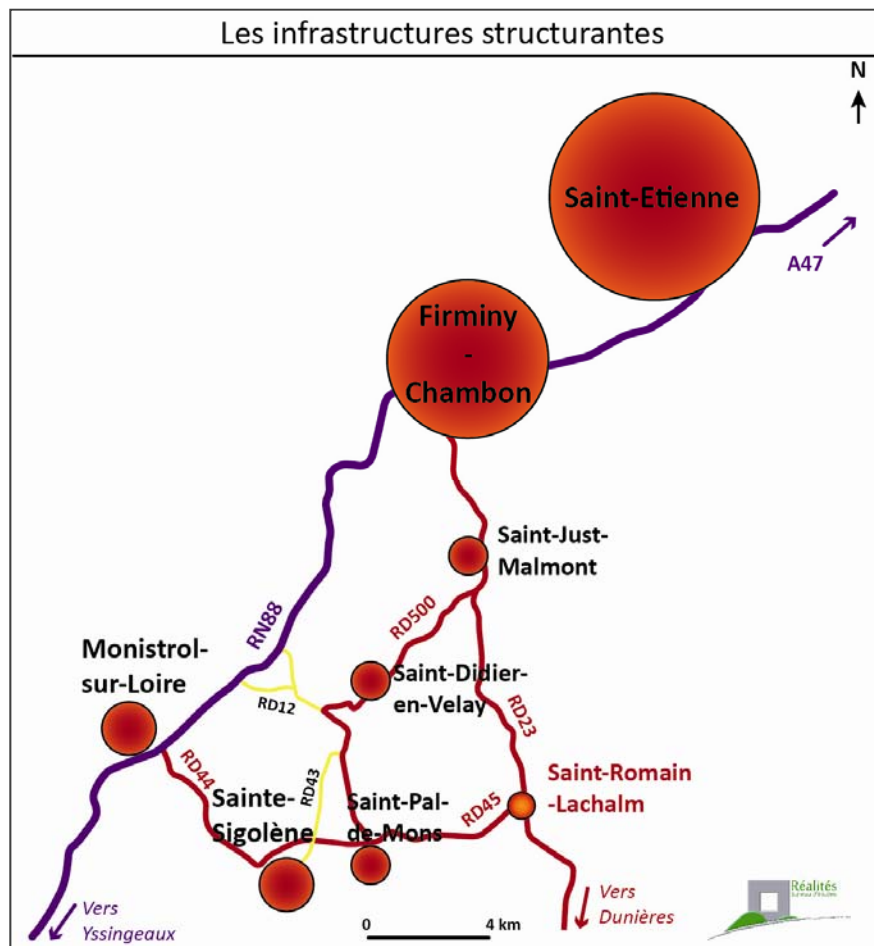 Les infrastructures structurantes
N
Saint-Etienne
A47
Firminy
-
Chambon
Saint-Just-
Malmont
RN88
RD500
Monistrol-
sur-Loire
Saint-Didier-
en-Velay
RD12
RD23
RD44
RD43
Sainte-
Sigolène
Saint-Pal-
de-Mons
RD45
Saint-Romain
-Lachalm
Vers
Yssingeaux
0 4 km
Vers
Dunières
Réalités